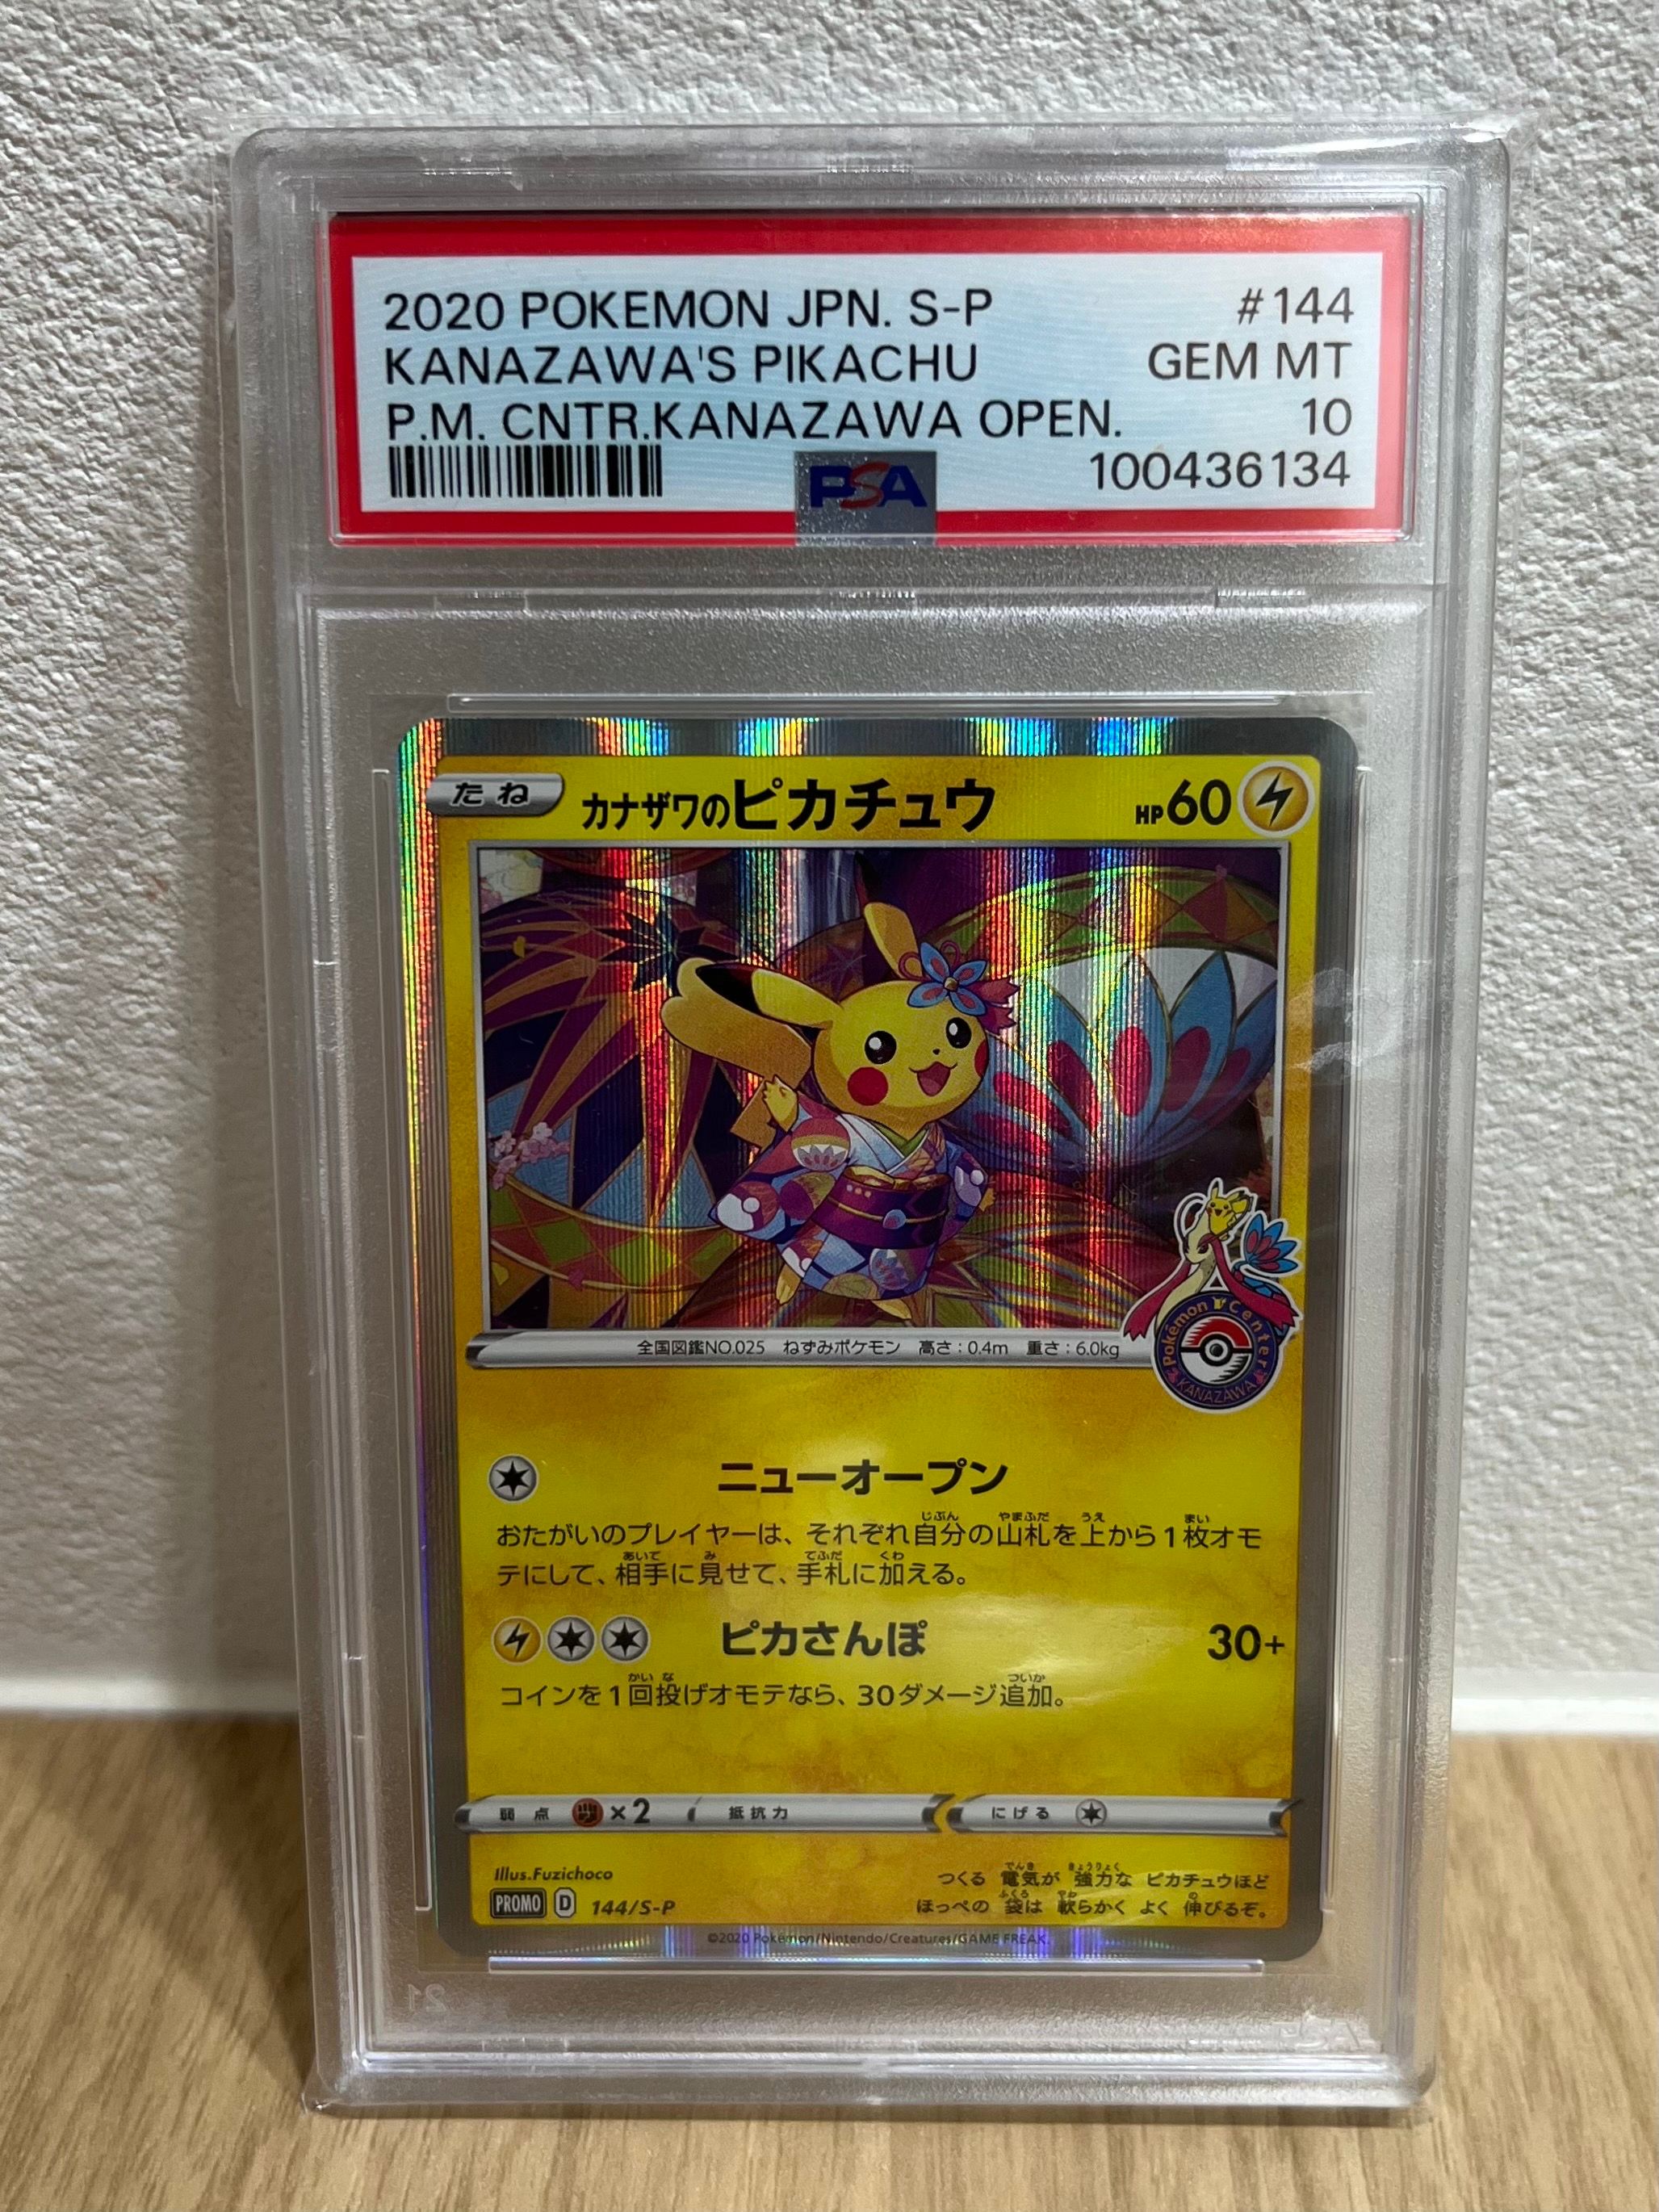 2020 POKEMON JPN. S-P #144
KANAZAWA'S PIKACHU GEM MT
P.M. CNTR.KANAZAWA OPEN. 10
PSA 100436134
たね カナザワのピカチュウ HP60
全国図鑑NO.025 ねずみポケモン 高さ:0.4m 重さ:6.0kg
Pokémon Center
KANAZAWA
ニューオープン
おたがいのプレイヤーは、それぞれ自分の山札を上から1枚オモ
テにして、相手に見せて、手札に加える。
ピカさんぽ 30+
コインを1回投げオモテなら、30ダメージ追加。
弱点 ×2 抵抗力 にげる
Illus.Fuzichoco
PROMO D 144/S-P
つくる 電気が 強力な ピカチュウほど
ほっぺの 袋は 軟らかく よく 伸びるぞ。
©2020 Pokémon/Nintendo/Creatures/GAME FREAK.